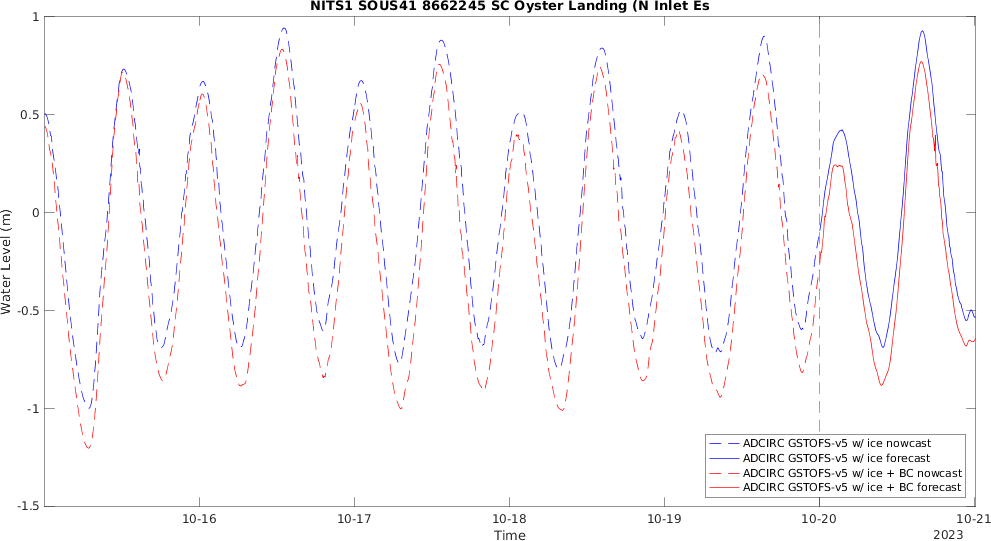 NITS1 SOUS41 8662245 SC Oyster Landing (N Inlet Es
1
0.5
0
-0.5
-1
-1.5
Water Level (m)
10-16
10-17
10-18
10-19
10-20
10-21
Time
2023
ADCIRC GSTOFS-v5 w/ ice nowcast
ADCIRC GSTOFS-v5 w/ ice forecast
ADCIRC GSTOFS-v5 w/ ice + BC nowcast
ADCIRC GSTOFS-v5 w/ ice + BC forecast